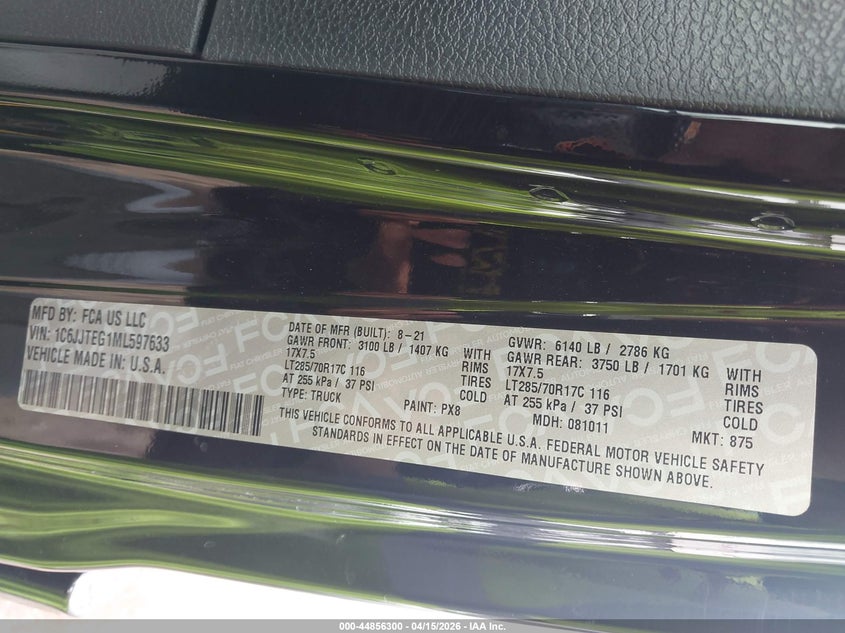 MFD BY: FCA US LLC
VIN: 1C6JJTEG1ML597633
VEHICLE MADE IN U.S.A.
DATE OF MFR (BUILT): 8-21
GAWR FRONT: 3100 LB / 1407 KG WITH
17X7.5 RIMS
LT285/70R17C 116 TIRES
AT 255 kPa / 37 PSI COLD
TYPE: TRUCK PAINT: PX8
GVWR: 6140 LB / 2786 KG
GAWR REAR: 3750 LB / 1701 KG WITH
17X7.5 RIMS
LT285/70R17C 116 TIRES
AT 255 kPa / 37 PSI COLD
MDH: 081011 MKT: 875
THIS VEHICLE CONFORMS TO ALL APPLICABLE U.S.A. FEDERAL MOTOR VEHICLE SAFETY
STANDARDS IN EFFECT ON THE DATE OF MANUFACTURE SHOWN ABOVE.
000-44856300 - 04/15/2026 - IAA Inc.